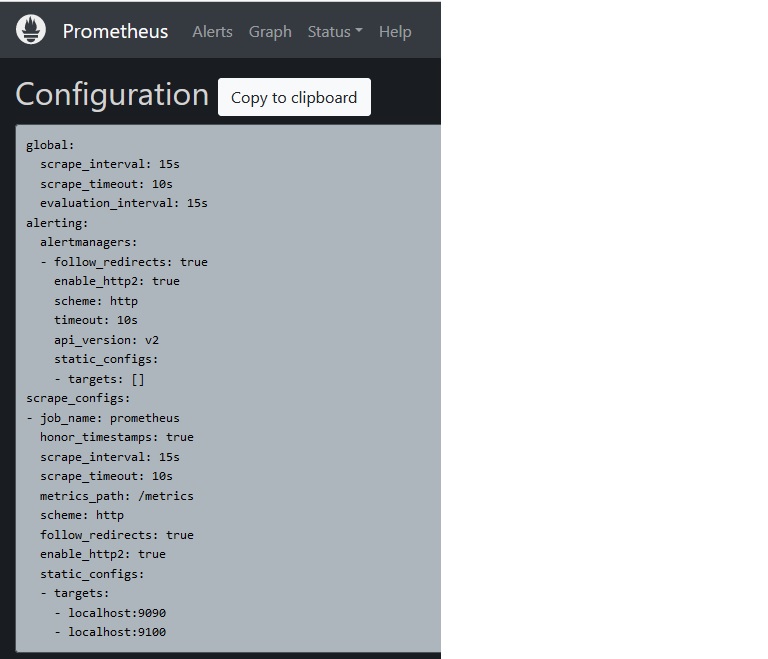 Prometheus Alerts Graph Status Help
Configuration Copy to clipboard
global:
  scrape_interval: 15s
  scrape_timeout: 10s
  evaluation_interval: 15s
alerting:
  alertmanagers:
  - follow_redirects: true
    enable_http2: true
    scheme: http
    timeout: 10s
    api_version: v2
    static_configs:
    - targets: []
scrape_configs:
- job_name: prometheus
  honor_timestamps: true
  scrape_interval: 15s
  scrape_timeout: 10s
  metrics_path: /metrics
  scheme: http
  follow_redirects: true
  enable_http2: true
  static_configs:
  - targets:
    - localhost:9090
    - localhost:9100